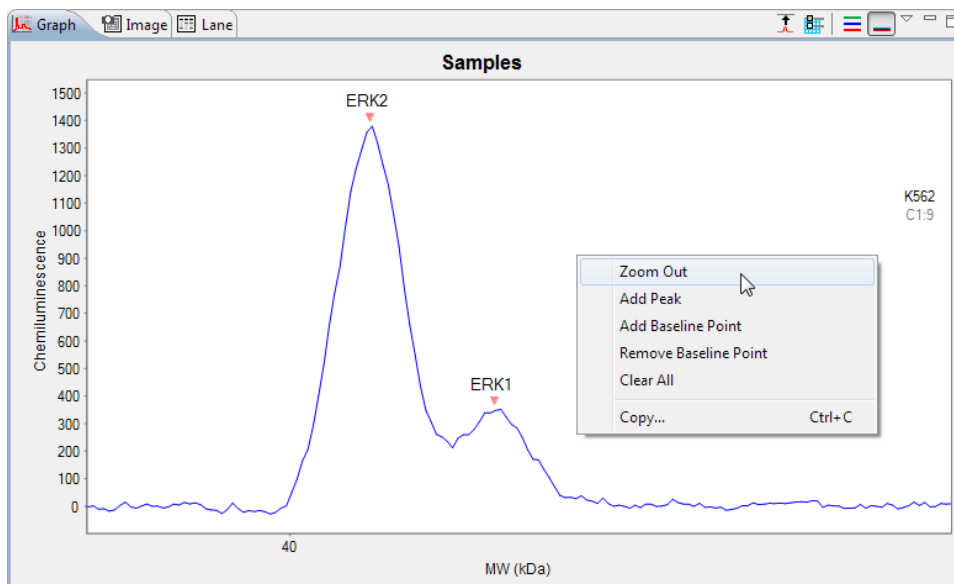 Graph Image Lane
Samples
1500
1400
1300
1200
1100
1000
900
800
700
600
500
400
300
200
100
0
Chemiluminescence
ERK2
ERK1
K562
C1:9
Zoom Out
Add Peak
Add Baseline Point
Remove Baseline Point
Clear All
Copy... Ctrl+C
40
MW (kDa)